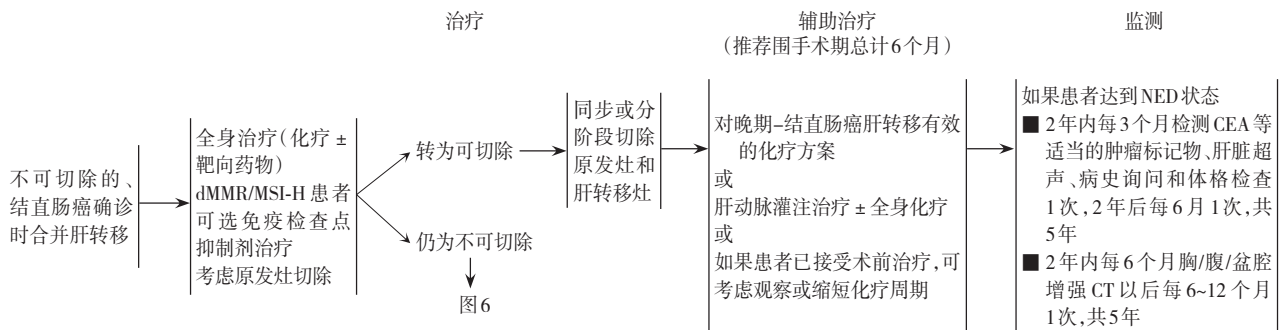 治疗
辅助治疗
（推荐围手术期总计6个月）
监测
不可切除的、
结直肠癌确诊
时合并肝转移
全身治疗（化疗 ±
靶向药物）
dMMR/MSI-H 患者
可选免疫检查点
抑制剂治疗
考虑原发灶切除
转为可切除
仍为不可切除
图6
同步或分
阶段切除
原发灶和
肝转移灶
对晚期-结直肠癌肝转移有效
的化疗方案
或
肝动脉灌注治疗 ± 全身化疗
或
如果患者已接受术前治疗，可
考虑观察或缩短化疗周期
如果患者达到NED状态
■ 2年内每3个月检测CEA等
适当的肿瘤标记物、肝脏超
声、病史询问和体格检查
1次，2年后每6月1次，共
5年
■ 2年内每6个月胸/腹/盆腔
增强CT以后每6~12个月
1次，共5年